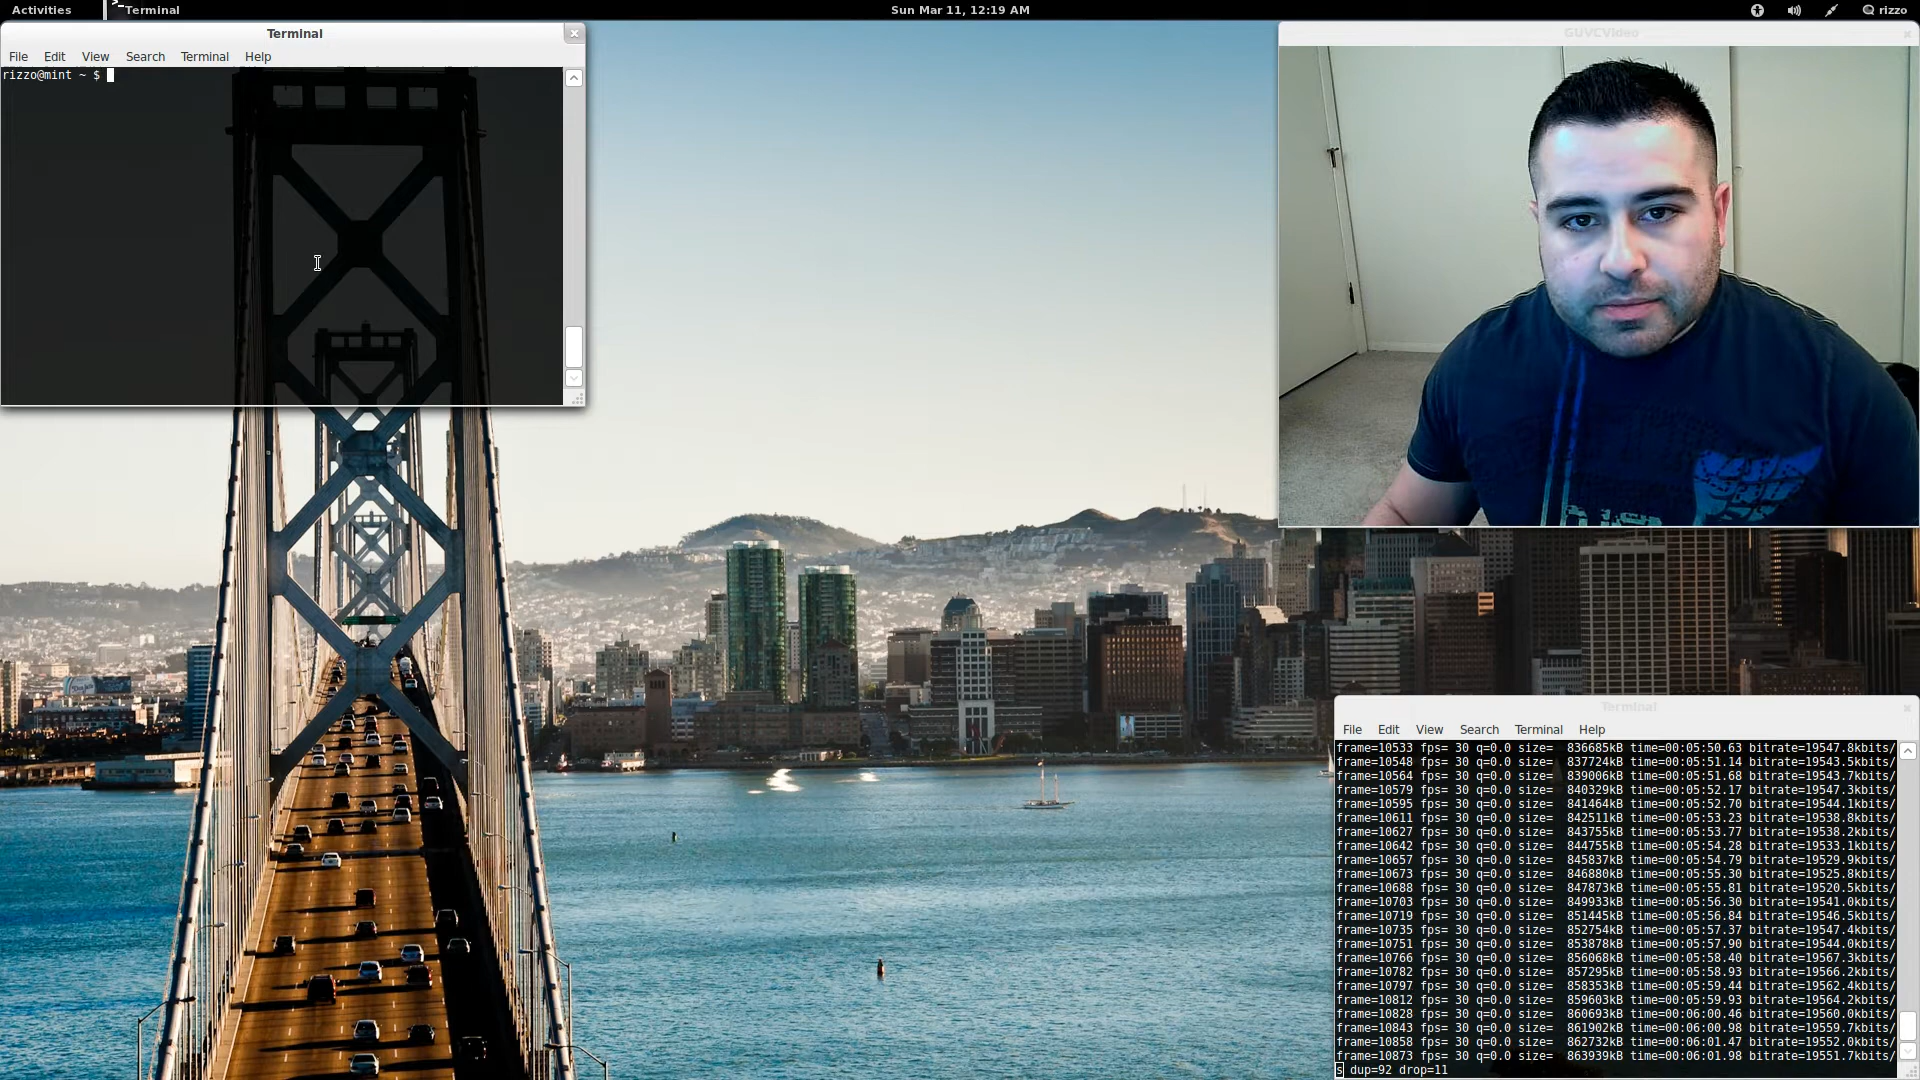 Activities
Terminal
Sun Mar 11, 12:19 AM
rizzo
Terminal
File Edit View Search Terminal Help
rizzo@mint ~ $
GUVCVideo
Terminal
File Edit View Search Terminal Help
frame=10533 fps= 30 q=0.0 size=  836685kB time=00:05:50.63 bitrate=19547.8kbits/
frame=10548 fps= 30 q=0.0 size=  837724kB time=00:05:51.14 bitrate=19543.5kbits/
frame=10564 fps= 30 q=0.0 size=  839006kB time=00:05:51.68 bitrate=19543.7kbits/
frame=10579 fps= 30 q=0.0 size=  840329kB time=00:05:52.17 bitrate=19547.3kbits/
frame=10595 fps= 30 q=0.0 size=  841464kB time=00:05:52.70 bitrate=19544.1kbits/
frame=10611 fps= 30 q=0.0 size=  842511kB time=00:05:53.23 bitrate=19538.8kbits/
frame=10627 fps= 30 q=0.0 size=  843755kB time=00:05:53.77 bitrate=19538.2kbits/
frame=10642 fps= 30 q=0.0 size=  844755kB time=00:05:54.28 bitrate=19533.1kbits/
frame=10657 fps= 30 q=0.0 size=  845837kB time=00:05:54.79 bitrate=19529.9kbits/
frame=10673 fps= 30 q=0.0 size=  846880kB time=00:05:55.30 bitrate=19525.8kbits/
frame=10688 fps= 30 q=0.0 size=  847873kB time=00:05:55.81 bitrate=19520.5kbits/
frame=10703 fps= 30 q=0.0 size=  849933kB time=00:05:56.30 bitrate=19541.0kbits/
frame=10719 fps= 30 q=0.0 size=  851445kB time=00:05:56.84 bitrate=19546.5kbits/
frame=10735 fps= 30 q=0.0 size=  852754kB time=00:05:57.37 bitrate=19547.4kbits/
frame=10751 fps= 30 q=0.0 size=  853878kB time=00:05:57.90 bitrate=19544.0kbits/
frame=10766 fps= 30 q=0.0 size=  856068kB time=00:05:58.40 bitrate=19567.3kbits/
frame=10782 fps= 30 q=0.0 size=  857295kB time=00:05:58.93 bitrate=19566.2kbits/
frame=10797 fps= 30 q=0.0 size=  858353kB time=00:05:59.44 bitrate=19562.4kbits/
frame=10812 fps= 30 q=0.0 size=  859603kB time=00:05:59.93 bitrate=19564.2kbits/
frame=10828 fps= 30 q=0.0 size=  860693kB time=00:06:00.46 bitrate=19560.0kbits/
frame=10843 fps= 30 q=0.0 size=  861902kB time=00:06:00.98 bitrate=19559.7kbits/
frame=10858 fps= 30 q=0.0 size=  862732kB time=00:06:01.47 bitrate=19552.0kbits/
frame=10873 fps= 30 q=0.0 size=  863939kB time=00:06:01.98 bitrate=19551.7kbits/
s dup=92 drop=11